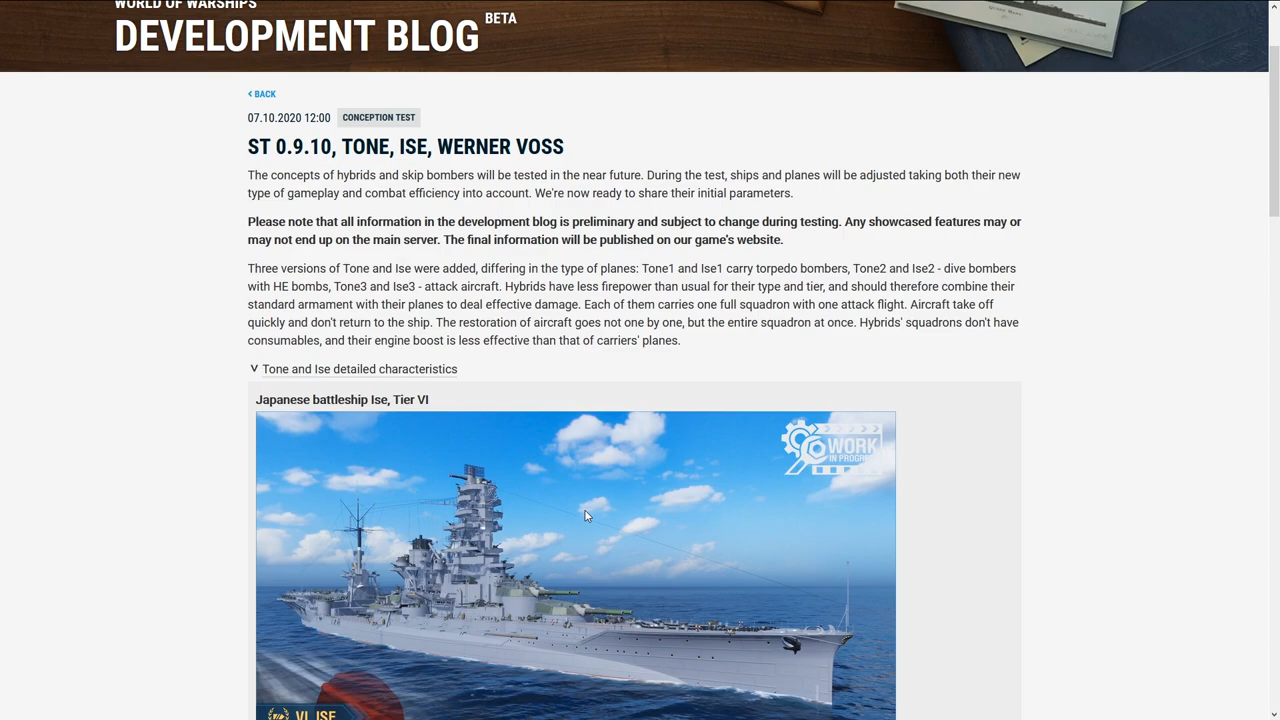 WORLD OF WARSHIPS
DEVELOPMENT BLOG BETA
< BACK
07.10.2020 12:00 CONCEPTION TEST
ST 0.9.10, TONE, ISE, WERNER VOSS
The concepts of hybrids and skip bombers will be tested in the near future. During the test, ships and planes will be adjusted taking both their new
type of gameplay and combat efficiency into account. We're now ready to share their initial parameters.
Please note that all information in the development blog is preliminary and subject to change during testing. Any showcased features may or
may not end up on the main server. The final information will be published on our game's website.
Three versions of Tone and Ise were added, differing in the type of planes: Tone1 and Ise1 carry torpedo bombers, Tone2 and Ise2 - dive bombers
with HE bombs, Tone3 and Ise3 - attack aircraft. Hybrids have less firepower than usual for their type and tier, and should therefore combine their
standard armament with their planes to deal effective damage. Each of them carries one full squadron with one attack flight. Aircraft take off
quickly and don't return to the ship. The restoration of aircraft goes not one by one, but the entire squadron at once. Hybrids' squadrons don't have
consumables, and their engine boost is less effective than that of carriers' planes.
Tone and Ise detailed characteristics
Japanese battleship Ise, Tier VI
WORK
IN PROGRESS
VI ISE